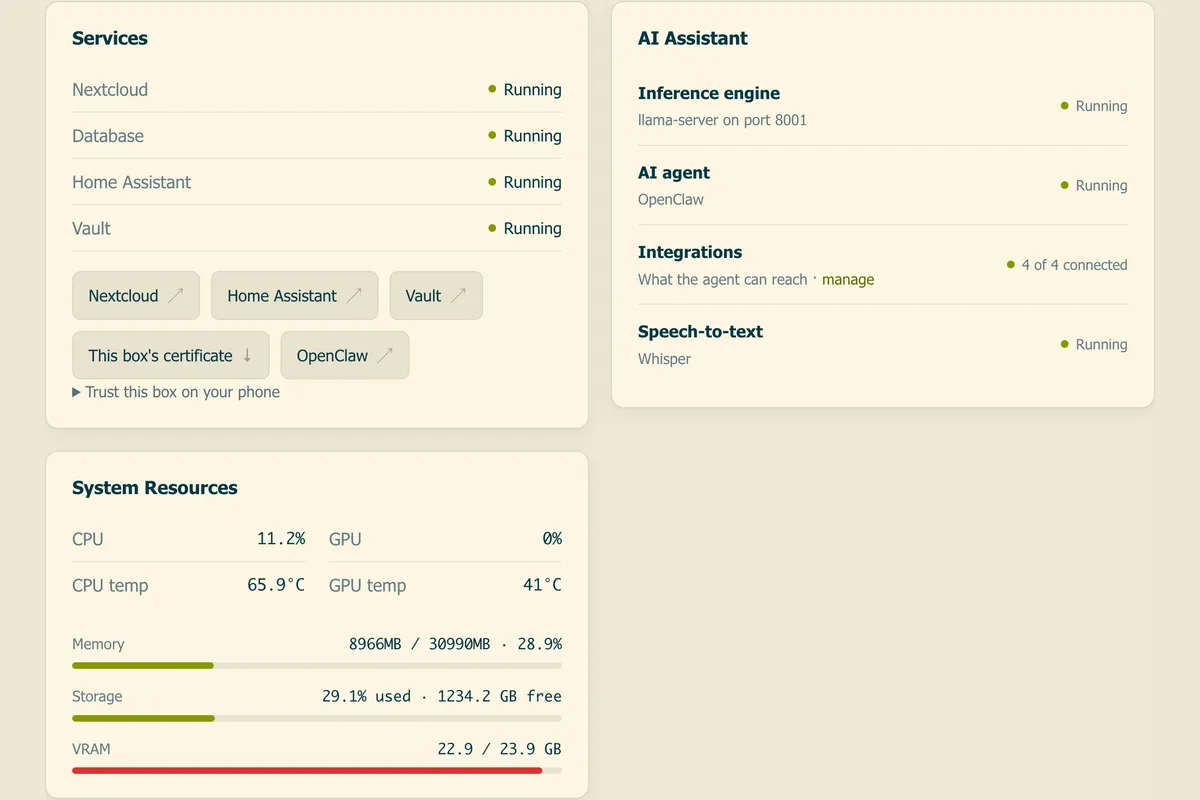 Services
Nextcloud Running
Database Running
Home Assistant Running
Vault Running
Nextcloud ↗ Home Assistant ↗ Vault ↗
This box's certificate ↓ OpenClaw ↗
▶ Trust this box on your phone
AI Assistant
Inference engine
llama-server on port 8001
Running
AI agent
OpenClaw
Running
Integrations
What the agent can reach · manage
4 of 4 connected
Speech-to-text
Whisper
Running
System Resources
CPU 11.2% GPU 0%
CPU temp 65.9°C GPU temp 41°C
Memory 8966MB / 30990MB · 28.9%
Storage 29.1% used · 1234.2 GB free
VRAM 22.9 / 23.9 GB